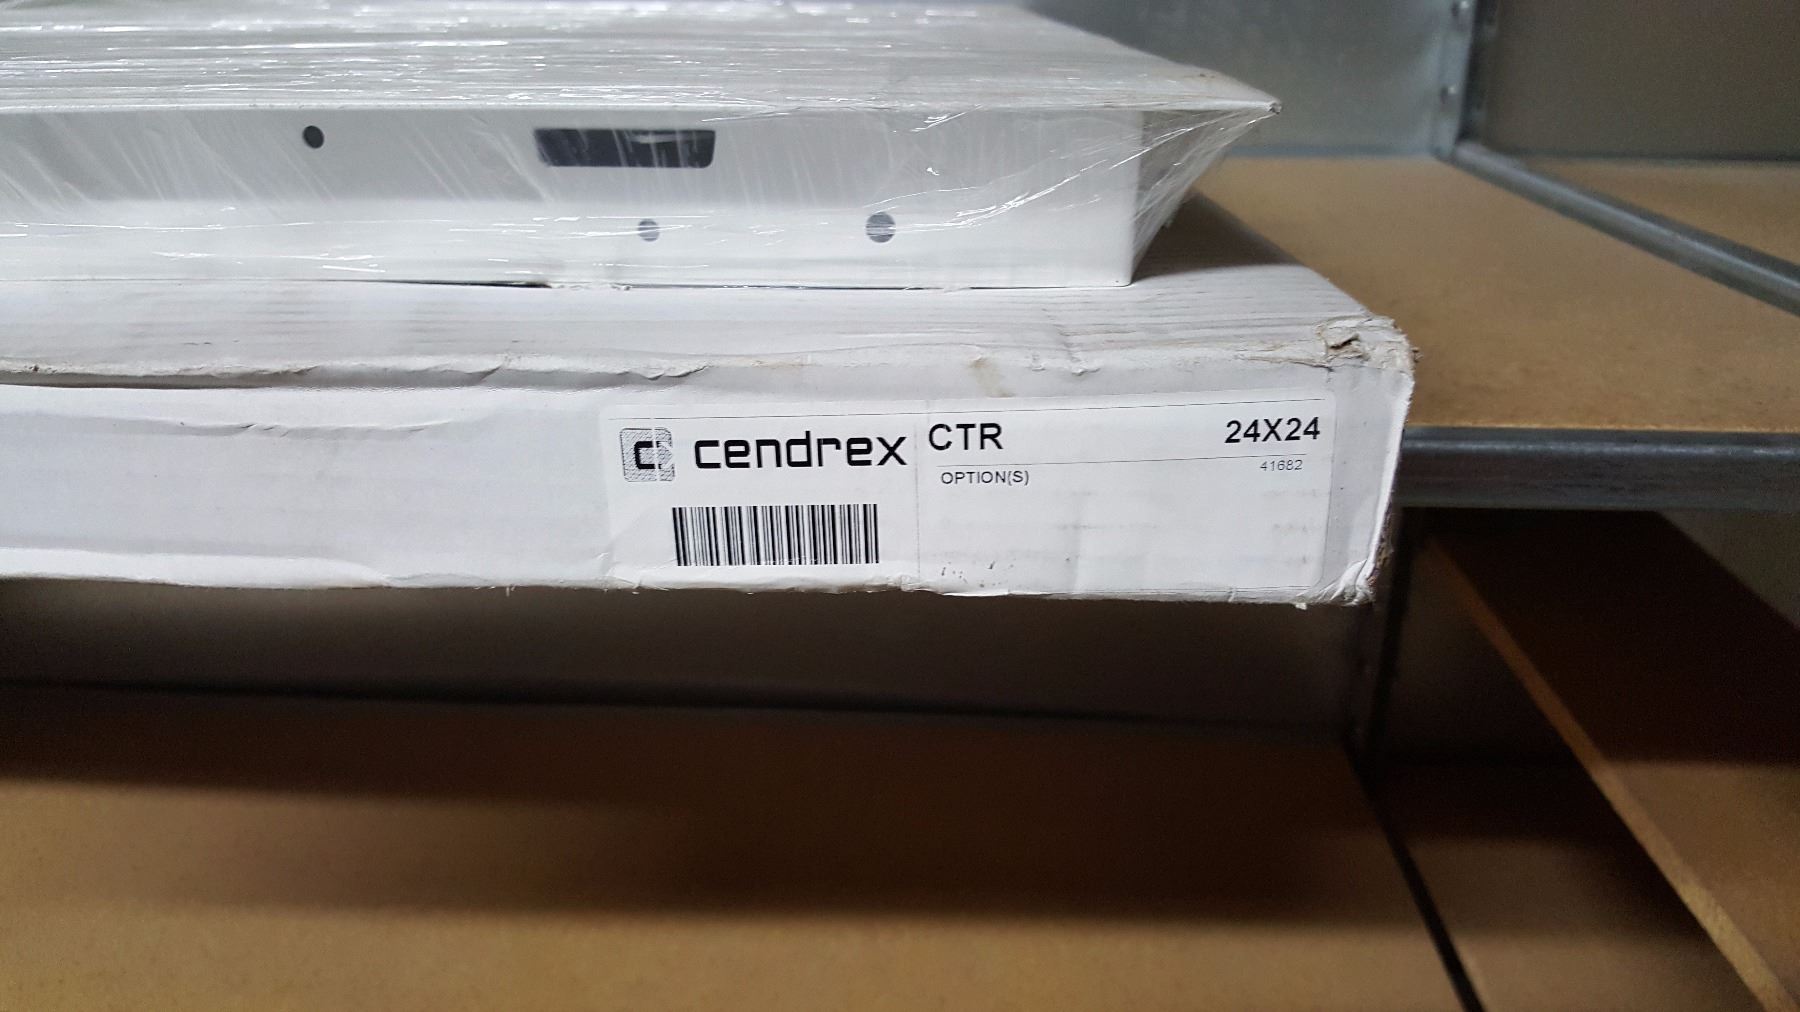 cendrex
CTR 24X24
OPTION(S) 41682